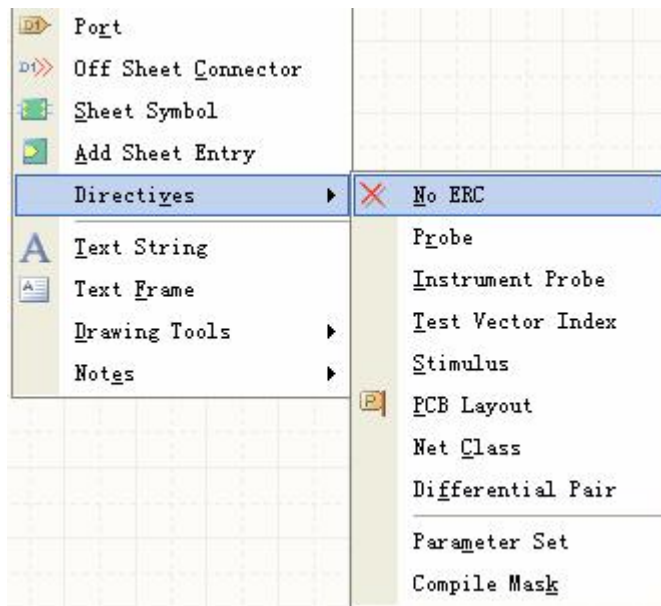 Port
Off Sheet Connector
Sheet Symbol
Add Sheet Entry
Directives
Text String
Text Frame
Drawing Tools
Notes
No ERC
Probe
Instrument Probe
Test Vector Index
Stimulus
PCB Layout
Net Class
Differential Pair
Parameter Set
Compile Mask